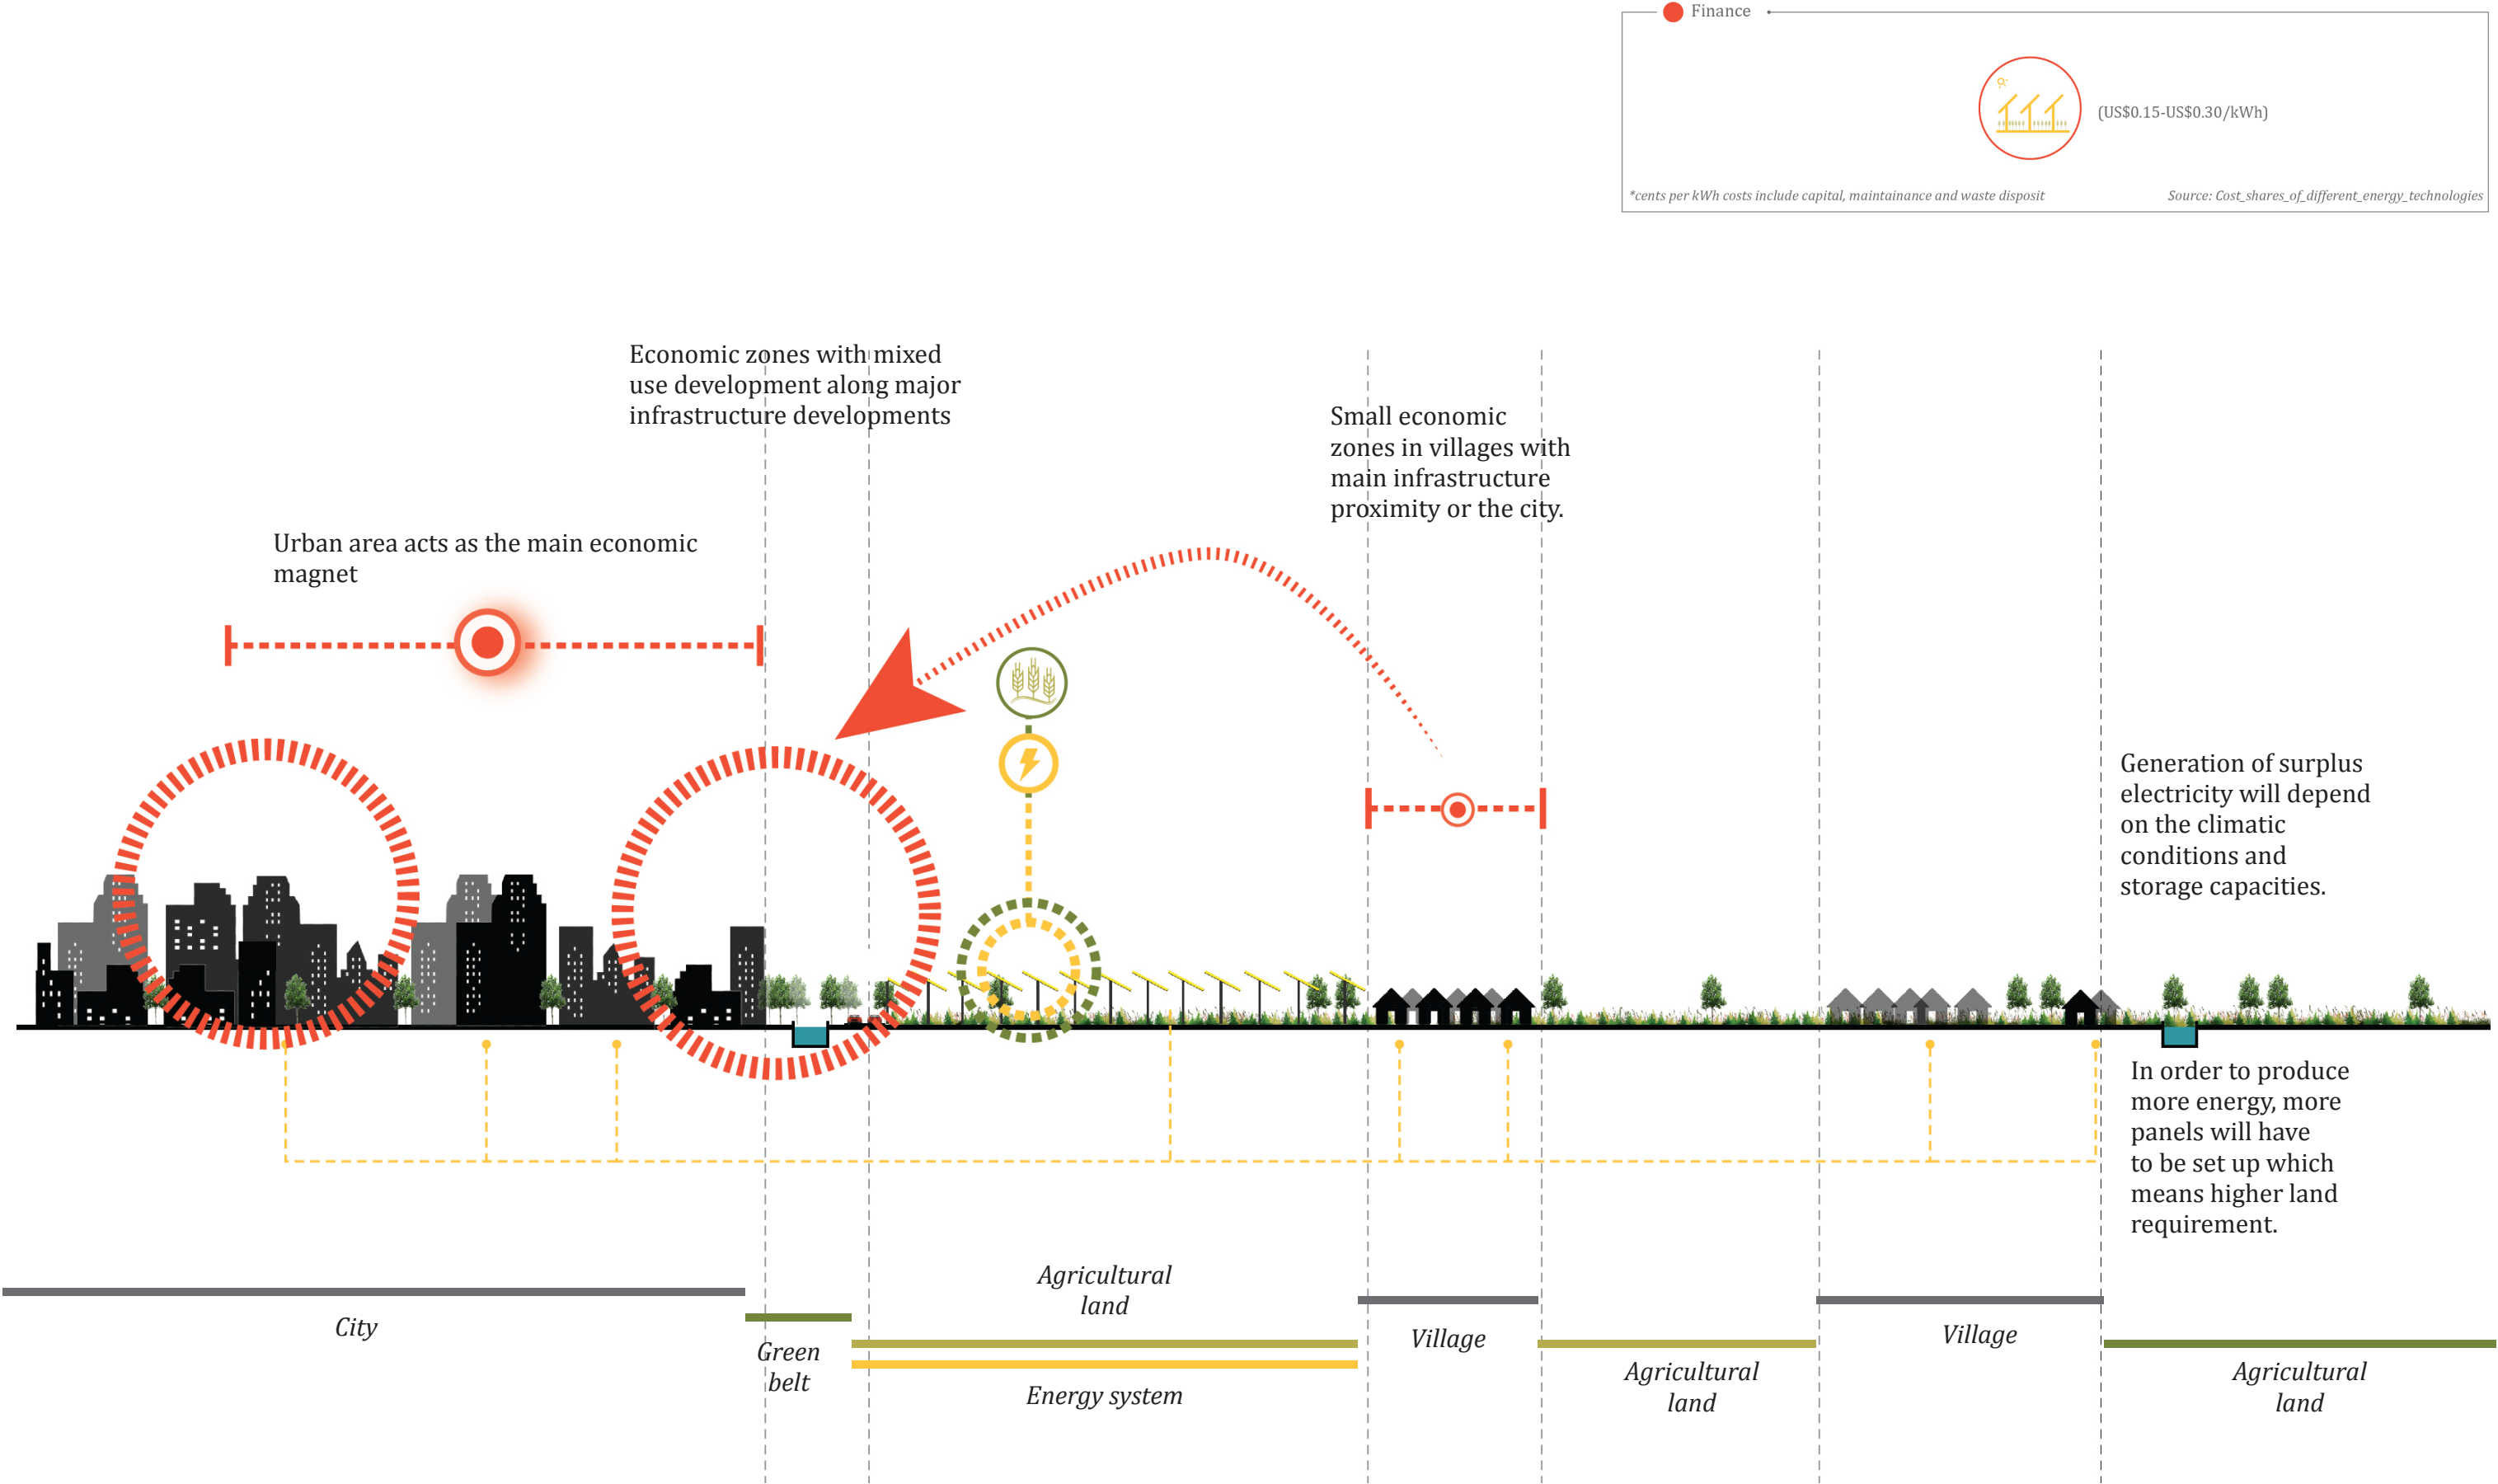 Finance
(US$0.15-US$0.30/kWh)
*cents per kWh costs include capital, maintainance and waste disposit
Source: Cost_shares_of_different_energy_technologies
Economic zones with mixed
use development along major
infrastructure developments
Small economic
zones in villages with
main infrastructure
proximity or the city.
Urban area acts as the main economic
magnet
Generation of surplus
electricity will depend
on the climatic
conditions and
storage capacities.
In order to produce
more energy, more
panels will have
to be set up which
means higher land
requirement.
City
Green
belt
Agricultural
land
Energy system
Village
Agricultural
land
Village
Agricultural
land